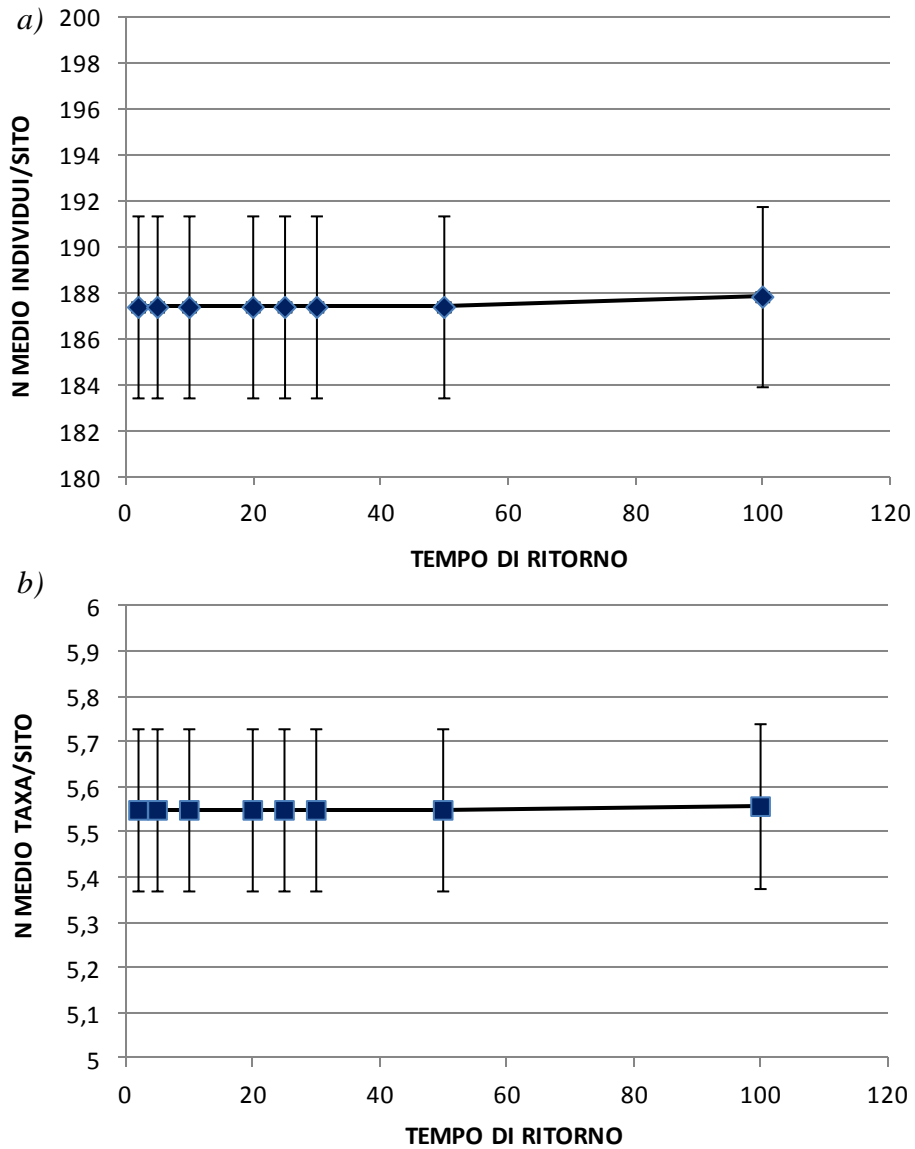 a)
N MEDIO INDIVIDUI/SITO
200
198
196
194
192
190
188
186
184
182
180
0 20 40 60 80 100 120
TEMPO DI RITORNO
b)
N MEDIO TAXA/SITO
6
5,9
5,8
5,7
5,6
5,5
5,4
5,3
5,2
5,1
5
0 20 40 60 80 100 120
TEMPO DI RITORNO